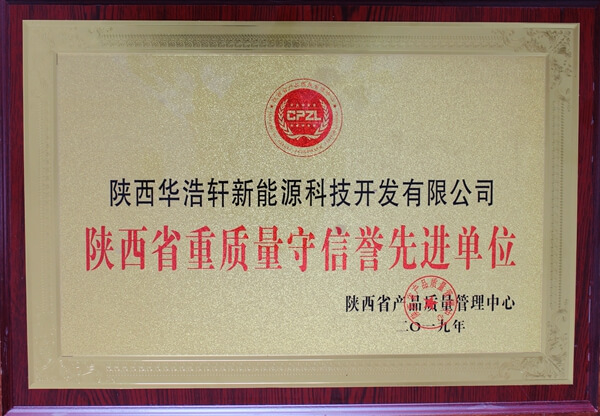 CPZL
陕西华浩轩新能源科技开发有限公司
陕西省重质量守信誉先进单位
陕西省产品质量管理中心
二〇一九年